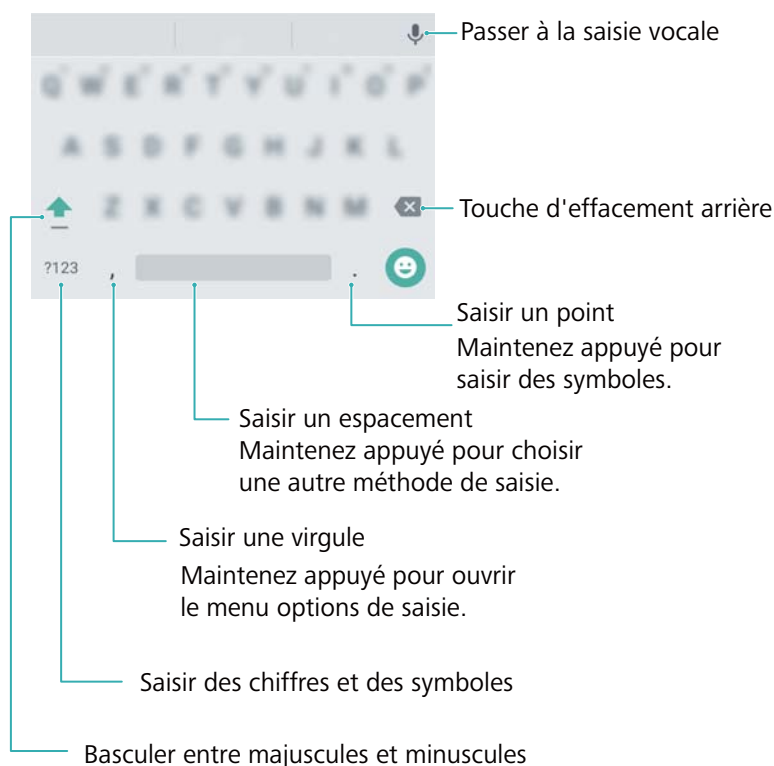 Passer à la saisie vocale
Q W E R T Y U I O P
A S D F G H J K L
Z X C V B N M
Touche d'effacement arrière
?123 , .
Saisir un point
Maintenez appuyé pour
saisir des symboles.
Saisir un espacement
Maintenez appuyé pour choisir
une autre méthode de saisie.
Saisir une virgule
Maintenez appuyé pour ouvrir
le menu options de saisie.
Saisir des chiffres et des symboles
Basculer entre majuscules et minuscules